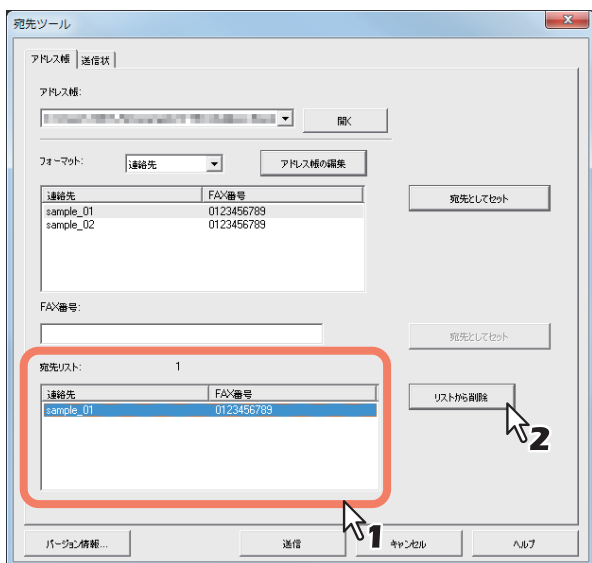 宛先ツール
アドレス帳 送信状
アドレス帳:
開く
フォーマット: 連絡先 アドレス帳の編集
連絡先 FAX番号
sample_01 0123456789
sample_02 0123456789
宛先としてセット
FAX番号:
宛先としてセット
宛先リスト: 1
連絡先 FAX番号
sample_01 0123456789
リストから削除
2
1
バージョン情報... 送信 キャンセル ヘルプ